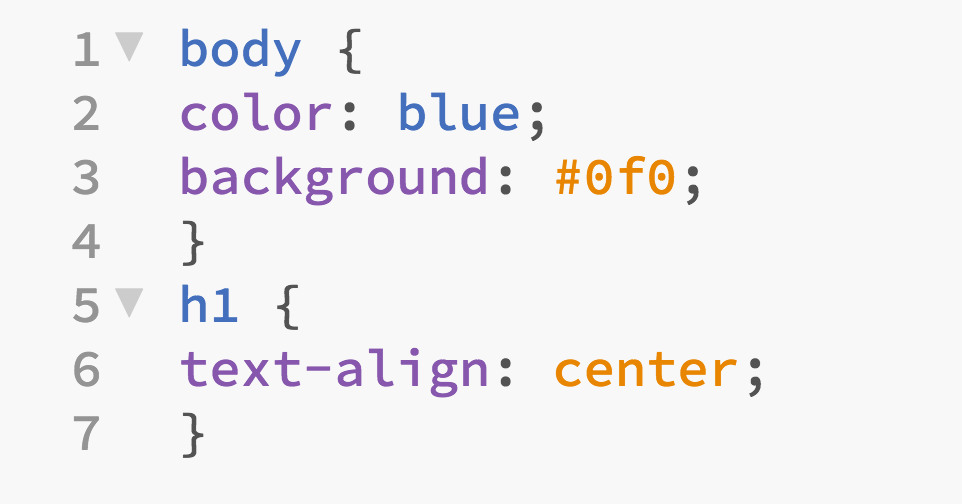 1 body {
2 color: blue;
3 background: #0f0;
4 }
5 h1 {
6 text-align: center;
7 }